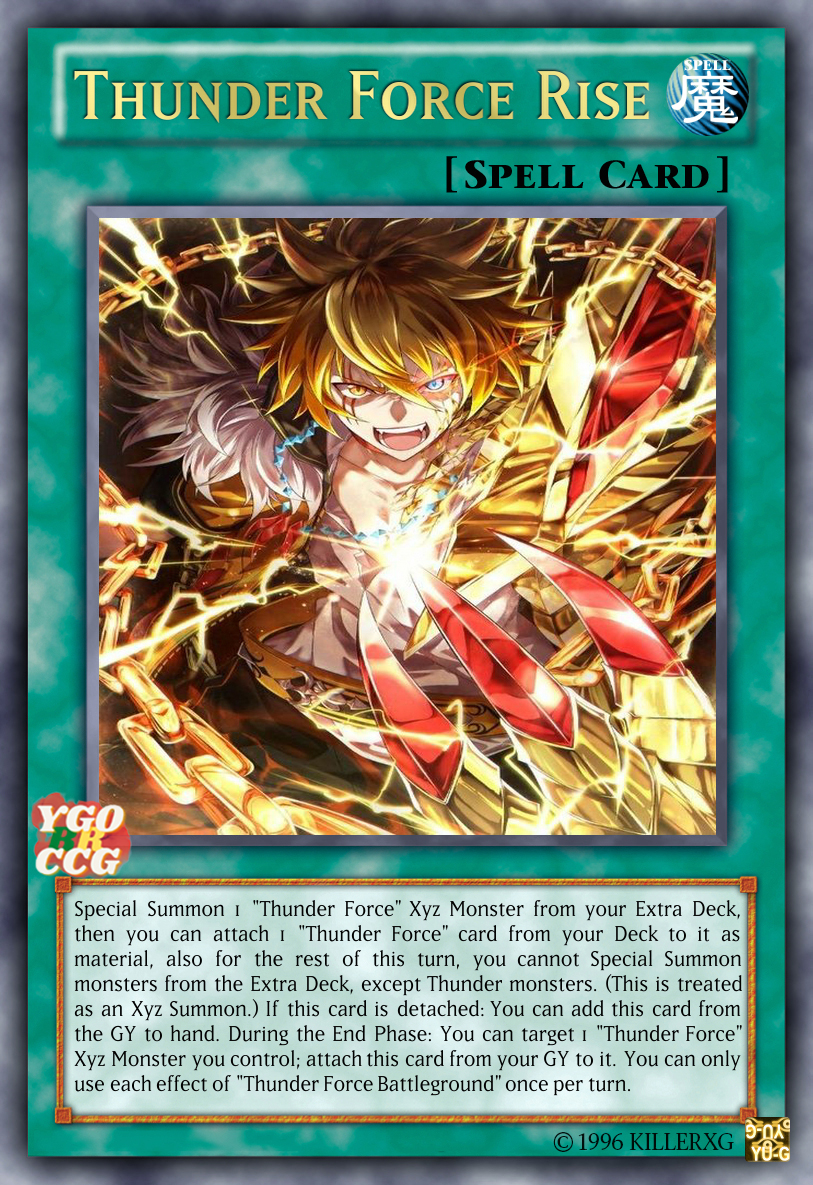 THUNDER FORCE RISE
SPELL
魔
[SPELL CARD]
YGO
BR
CCG
Special Summon 1 "Thunder Force" Xyz Monster from your Extra Deck,
then you can attach 1 "Thunder Force" card from your Deck to it as
material, also for the rest of this turn, you cannot Special Summon
monsters from the Extra Deck, except Thunder monsters. (This is treated
as an Xyz Summon.) If this card is detached: You can add this card from
the GY to hand. During the End Phase: You can target 1 "Thunder Force"
Xyz Monster you control; attach this card from your GY to it. You can only
use each effect of "Thunder Force Battleground" once per turn.
© 1996 KILLERXG
YU-G